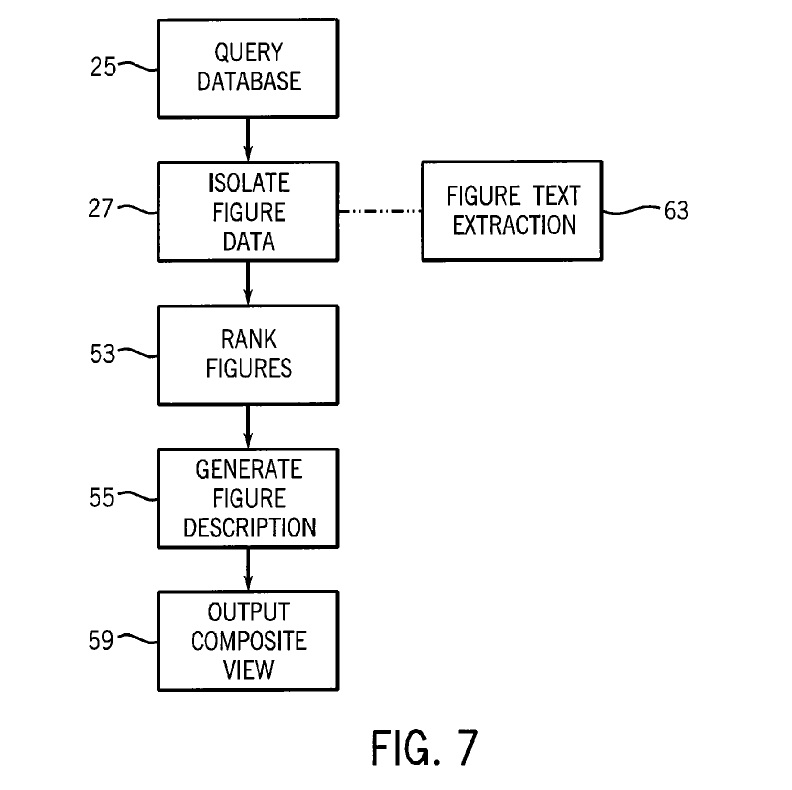 25
QUERY
DATABASE
27
ISOLATE
FIGURE
DATA
FIGURE TEXT
EXTRACTION
63
53
RANK
FIGURES
55
GENERATE
FIGURE
DESCRIPTION
59
OUTPUT
COMPOSITE
VIEW
FIG. 7